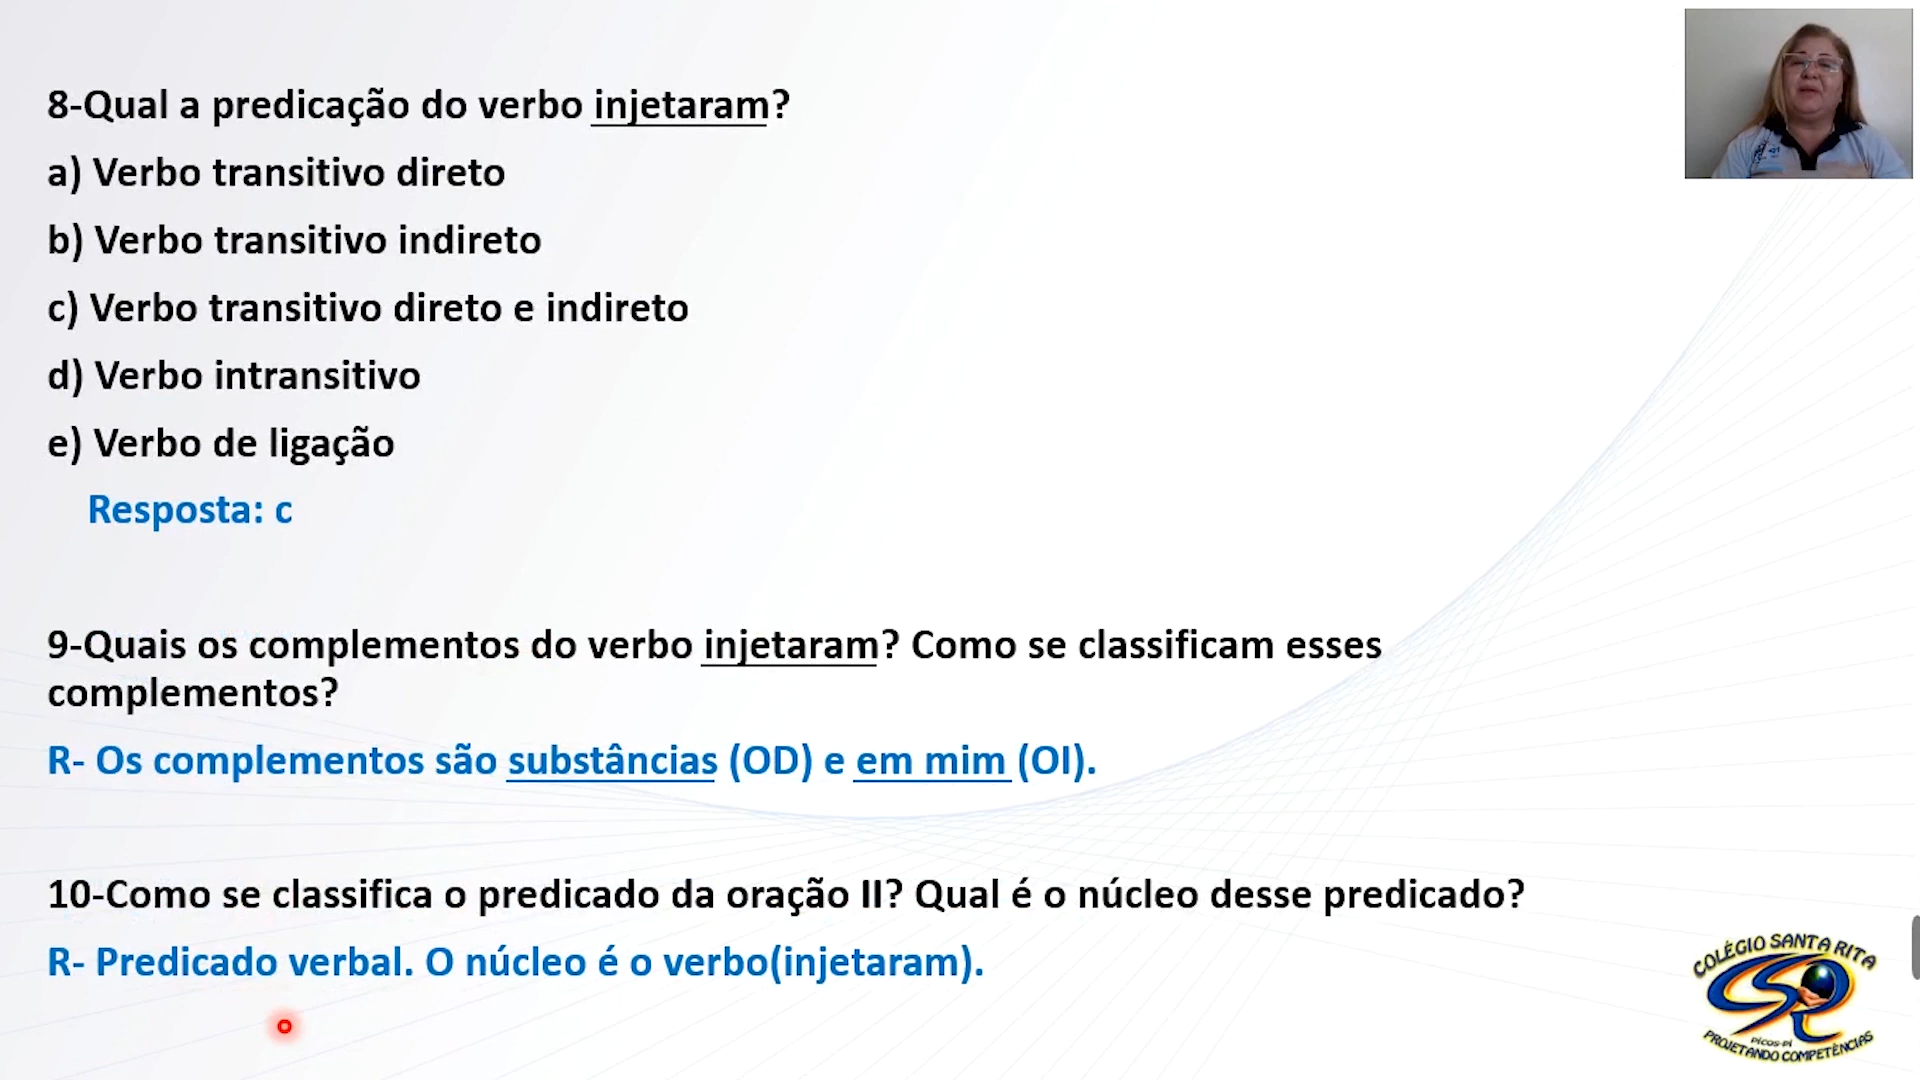 8-Qual a predicação do verbo injetaram?
a) Verbo transitivo direto
b) Verbo transitivo indireto
c) Verbo transitivo direto e indireto
d) Verbo intransitivo
e) Verbo de ligação
Resposta: c
9-Quais os complementos do verbo injetaram? Como se classificam esses
complementos?
R- Os complementos são substâncias (OD) e em mim (OI).
10-Como se classifica o predicado da oração II? Qual é o núcleo desse predicado?
R- Predicado verbal. O núcleo é o verbo(injetaram).
COLÉGIO SANTA RITA
PICOS-PI
PROJETANDO COMPETÊNCIAS